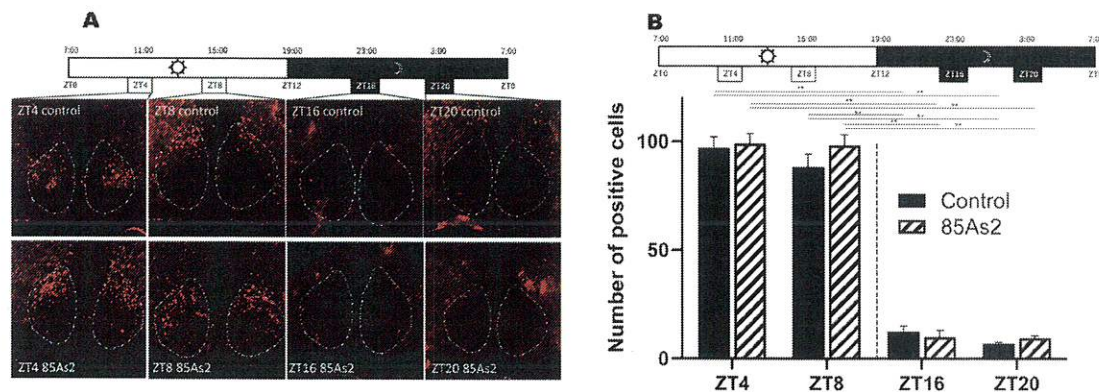 A
7:00 11:00 15:00 19:00 23:00 3:00 7:00
ZT0 ZT4 ZT8 ZT12 ZT16 ZT20 ZT0
ZT4 control ZT8 control ZT16 control ZT20 control
ZT4 85As2 ZT8 85As2 ZT16 85As2 ZT20 85As2
B
7:00 11:00 15:00 19:00 23:00 3:00 7:0
ZT0 ZT4 ZT8 ZT12 ZT16 ZT20 ZT
** **
** **
** **
** **
Number of positive cells
100
50
0
Control
85As2
ZT4 ZT8 ZT16 ZT20